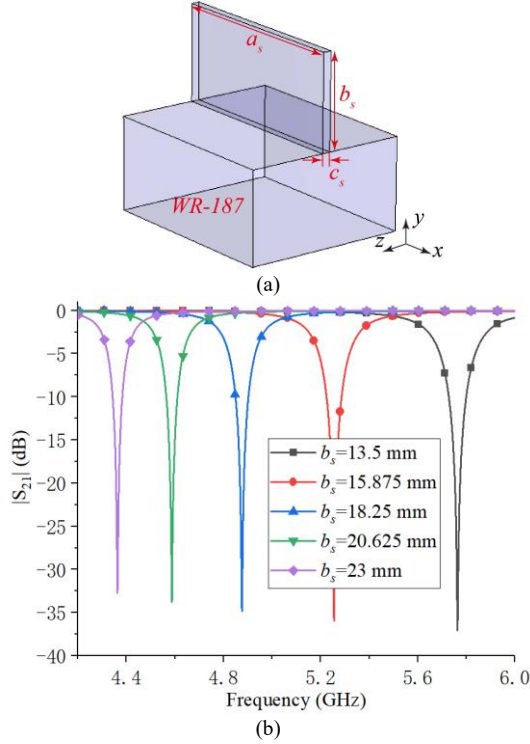 a_s
b_s
c_s
WR-187
y
z
x
(a)
0
-5
-10
-15
-20
-25
-30
-35
-40
|S_21| (dB)
b_s=13.5 mm
b_s=15.875 mm
b_s=18.25 mm
b_s=20.625 mm
b_s=23 mm
4.4 4.8 5.2 5.6 6.0
Frequency (GHz)
(b)